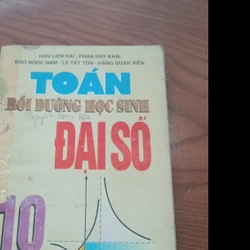 HÀN LIÊN HẢI - PHAN HUY KHẢI
ĐÀO NGỌC NAM - LÊ TẤT TÔN - ĐẶNG QUAN VIỄN
TOÁN
BỒI DƯỠNG HỌC SINH
ĐẠI SỐ
10